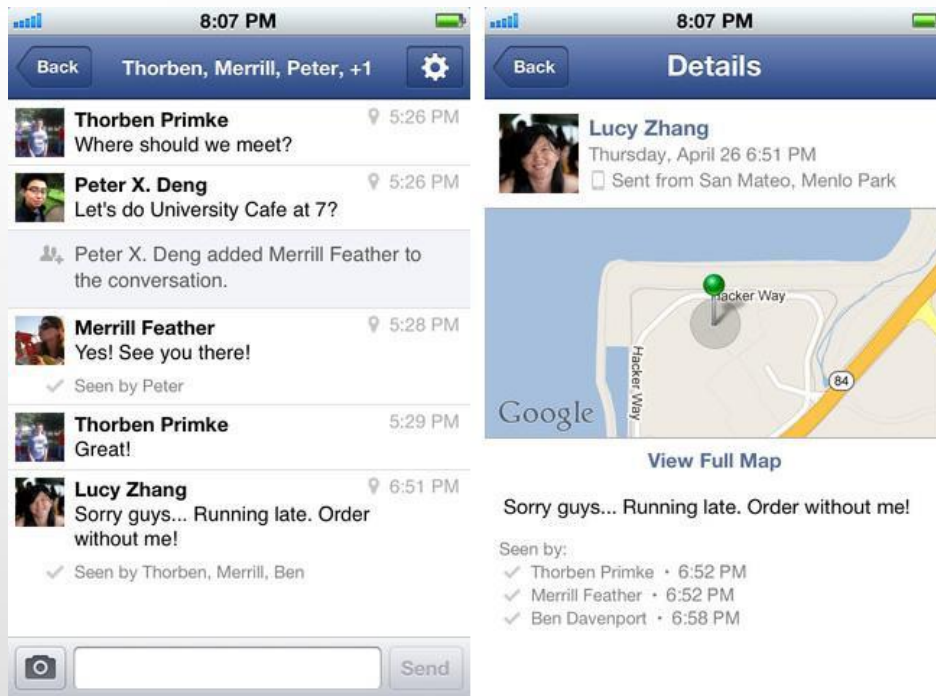 8:07 PM
Back
Thorben, Merrill, Peter, +1
Thorben Primke
5:26 PM
Where should we meet?
Peter X. Deng
5:26 PM
Let's do University Cafe at 7?
Peter X. Deng added Merrill Feather to
the conversation.
Merrill Feather
5:28 PM
Yes! See you there!
Seen by Peter
Thorben Primke
5:29 PM
Great!
Lucy Zhang
6:51 PM
Sorry guys... Running late. Order
without me!
Seen by Thorben, Merrill, Ben
Send
8:07 PM
Back
Details
Lucy Zhang
Thursday, April 26 6:51 PM
Sent from San Mateo, Menlo Park
Hacker Way
Hacker Way
84
Google
View Full Map
Sorry guys... Running late. Order without me!
Seen by:
Thorben Primke • 6:52 PM
Merrill Feather • 6:52 PM
Ben Davenport • 6:58 PM